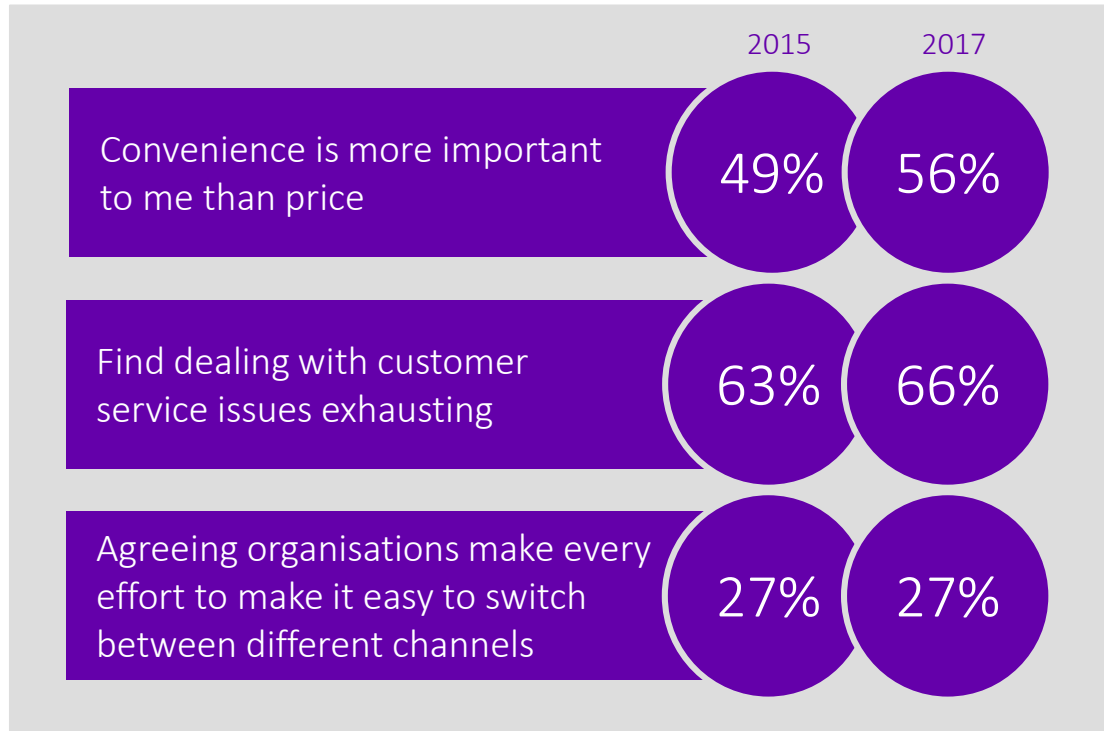 2015 2017
Convenience is more important
to me than price
49% 56%
Find dealing with customer
service issues exhausting
63% 66%
Agreeing organisations make every
effort to make it easy to switch
between different channels
27% 27%